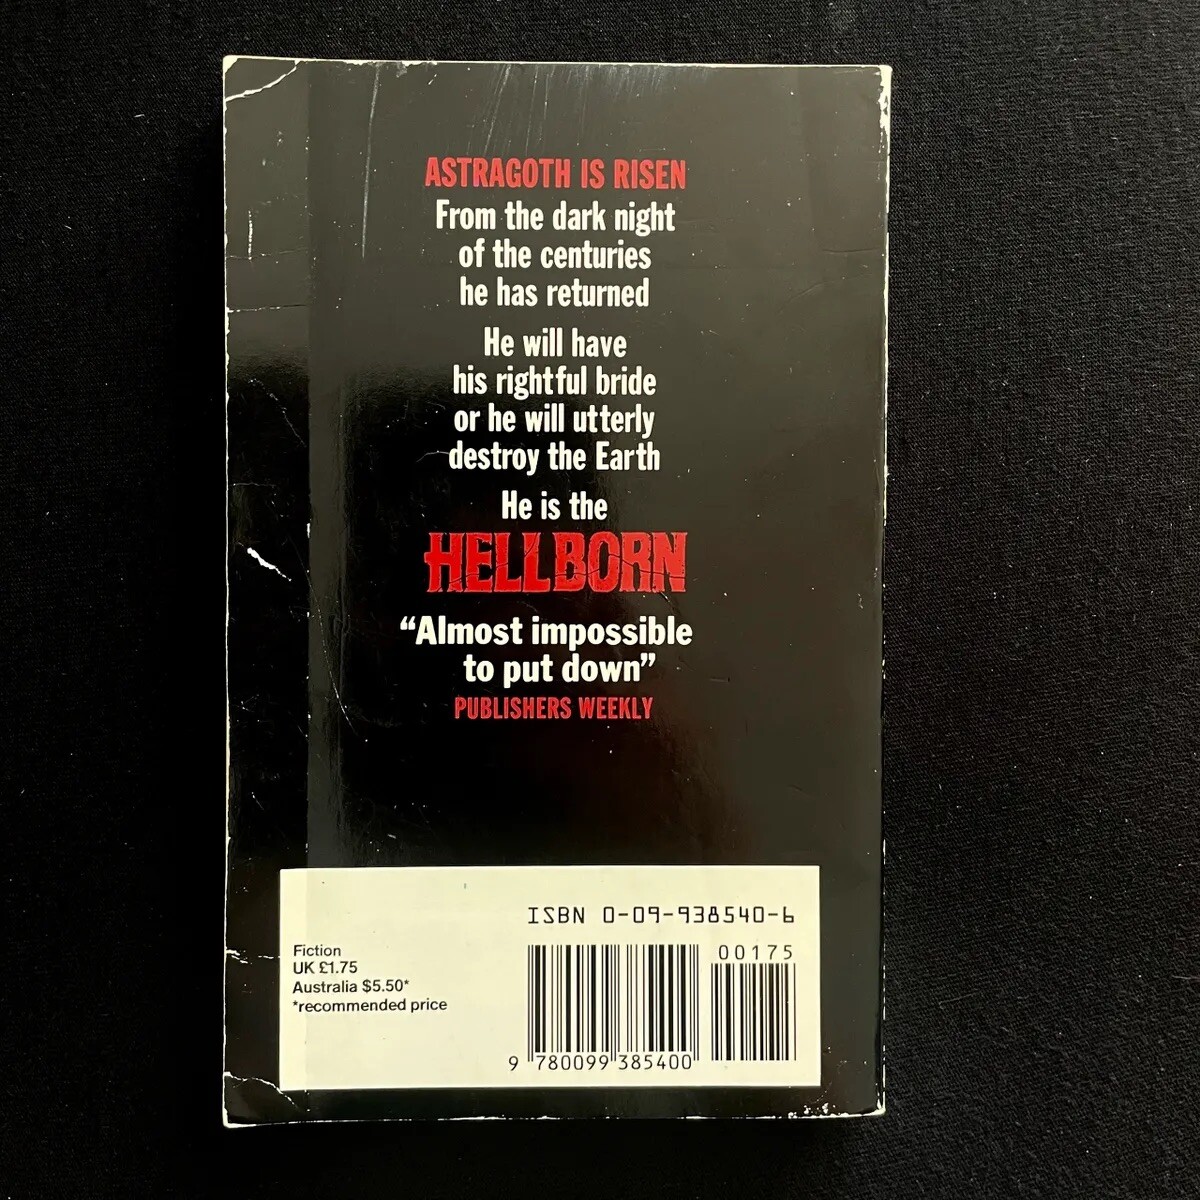 ASTRAGOTH IS RISEN
From the dark night
of the centuries
he has returned
He will have
his rightful bride
or he will utterly
destroy the Earth
He is the
HELLBORN
“Almost impossible
to put down”
PUBLISHERS WEEKLY
ISBN 0-09-938540-6
Fiction
UK £1.75
Australia $5.50*
*recommended price
00175
9 780099 385400